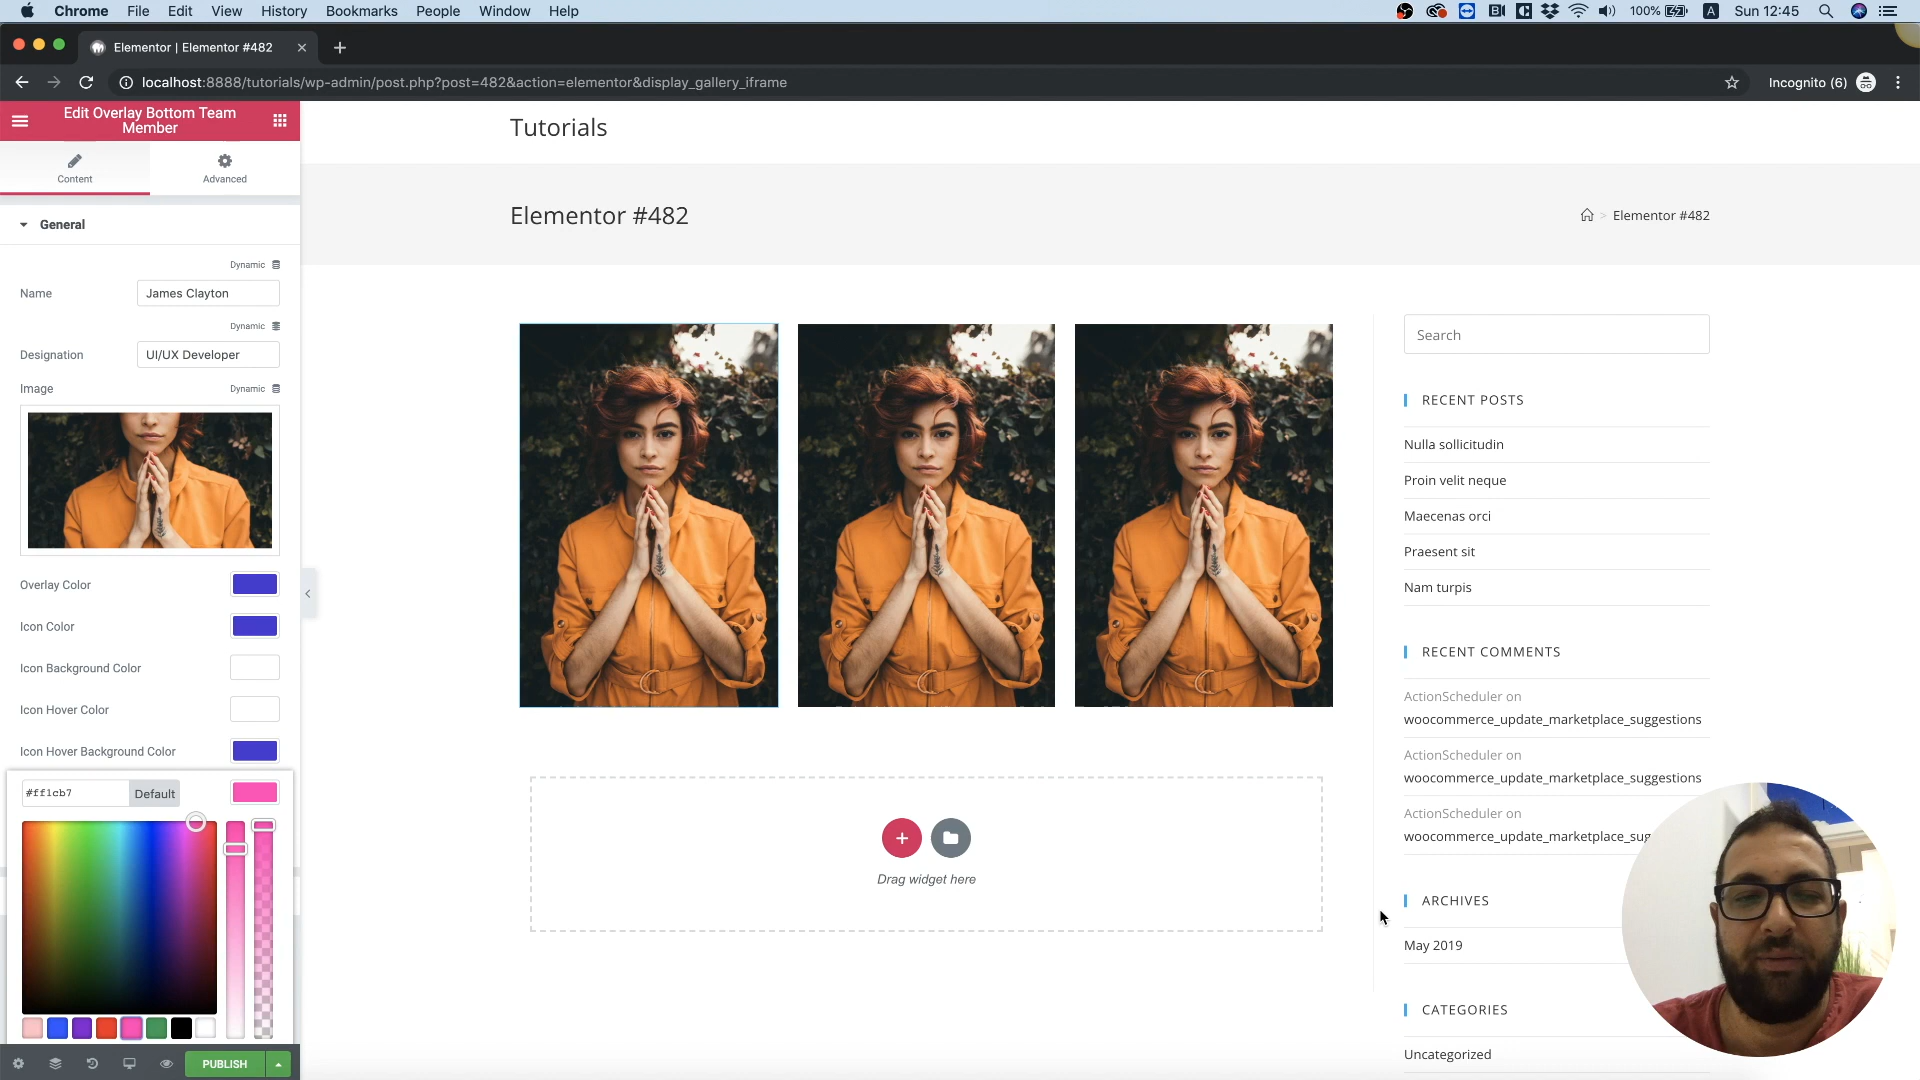 Chrome File Edit View History Bookmarks People Window Help
100% A Sun 12:45
Elementor | Elementor #482
localhost:8888/tutorials/wp-admin/post.php?post=482&action=elementor&display_gallery_iframe
Incognito (6)
Edit Overlay Bottom Team
Member
Content
Advanced
General
Dynamic
Name
James Clayton
Dynamic
Designation
UI/UX Developer
Image
Dynamic
Overlay Color
Icon Color
Icon Background Color
Icon Hover Color
Icon Hover Background Color
#ff1cb7
Default
PUBLISH
Tutorials
Elementor #482
> Elementor #482
Drag widget here
Search
RECENT POSTS
Nulla sollicitudin
Proin velit neque
Maecenas orci
Praesent sit
Nam turpis
RECENT COMMENTS
ActionScheduler on
woocommerce_update_marketplace_suggestions
ActionScheduler on
woocommerce_update_marketplace_suggestions
ActionScheduler on
woocommerce_update_marketplace_sug
ARCHIVES
May 2019
CATEGORIES
Uncategorized